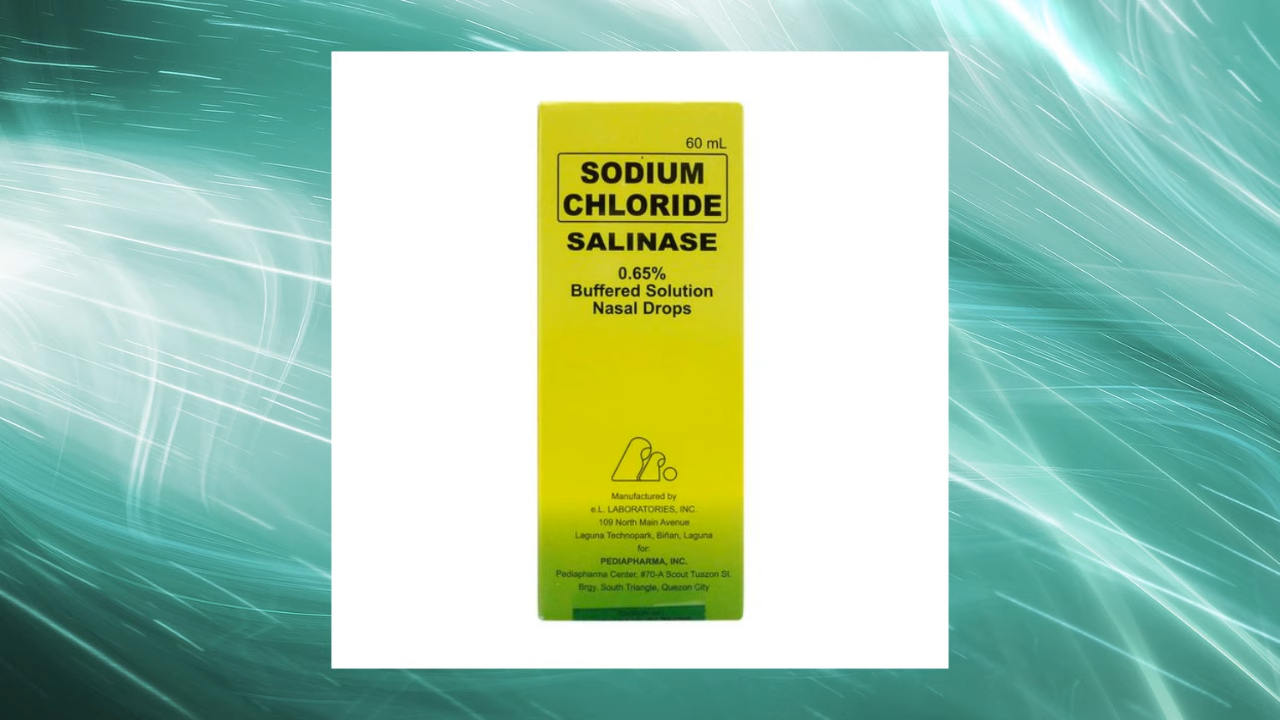 60 mL
SODIUM
CHLORIDE
SALINASE
0.65%
Buffered Solution
Nasal Drops
Manufactured by
e.L. LABORATORIES, INC.
109 North Main Avenue
Laguna Technopark, Biñan, Laguna
for:
PEDIAPHARMA, INC.
Pediapharma Center, #70-A Scout Tuazon St.
Brgy. South Triangle, Quezon City